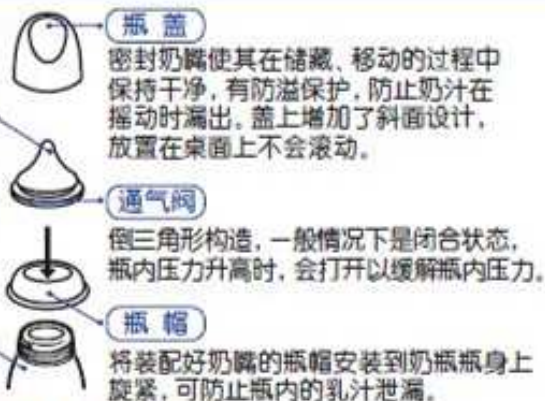 瓶 盖
密封奶嘴使其在储藏、移动的过程中
保持干净,有防溢保护,防止奶汁在
摇动时漏出。盖上增加了斜面设计,
放置在桌面上不会滚动。
通气阀
倒三角形构造,一般情况下是闭合状态,
瓶内压力升高时,会打开以缓解瓶内压力。
瓶 帽
将装配好奶嘴的瓶帽安装到奶瓶瓶身上
旋紧,可防止瓶内的乳汁泄漏。